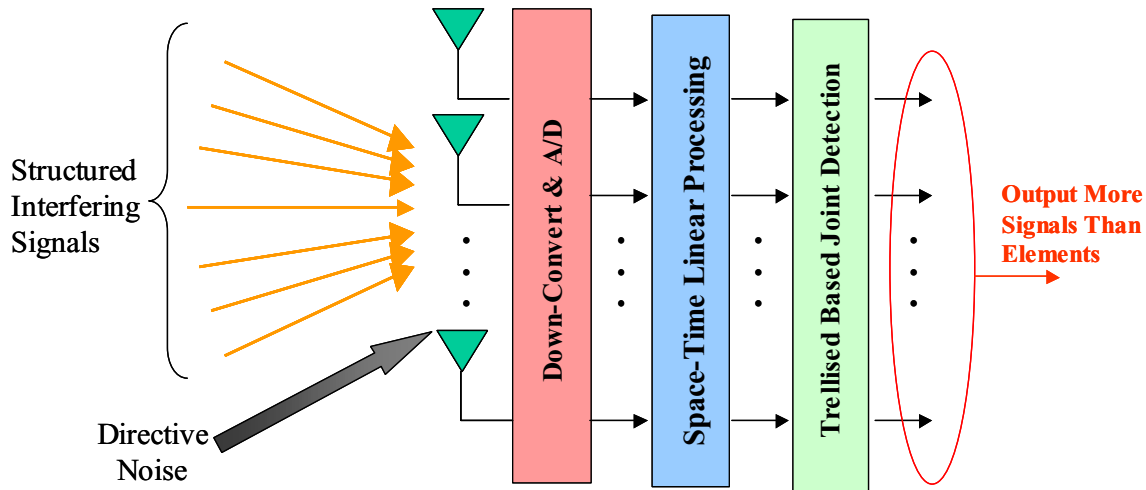 Structured
Interfering
Signals
Directive
Noise
Down-Convert & A/D
Space-Time Linear Processing
Trellised Based Joint Detection
Output More
Signals Than
Elements